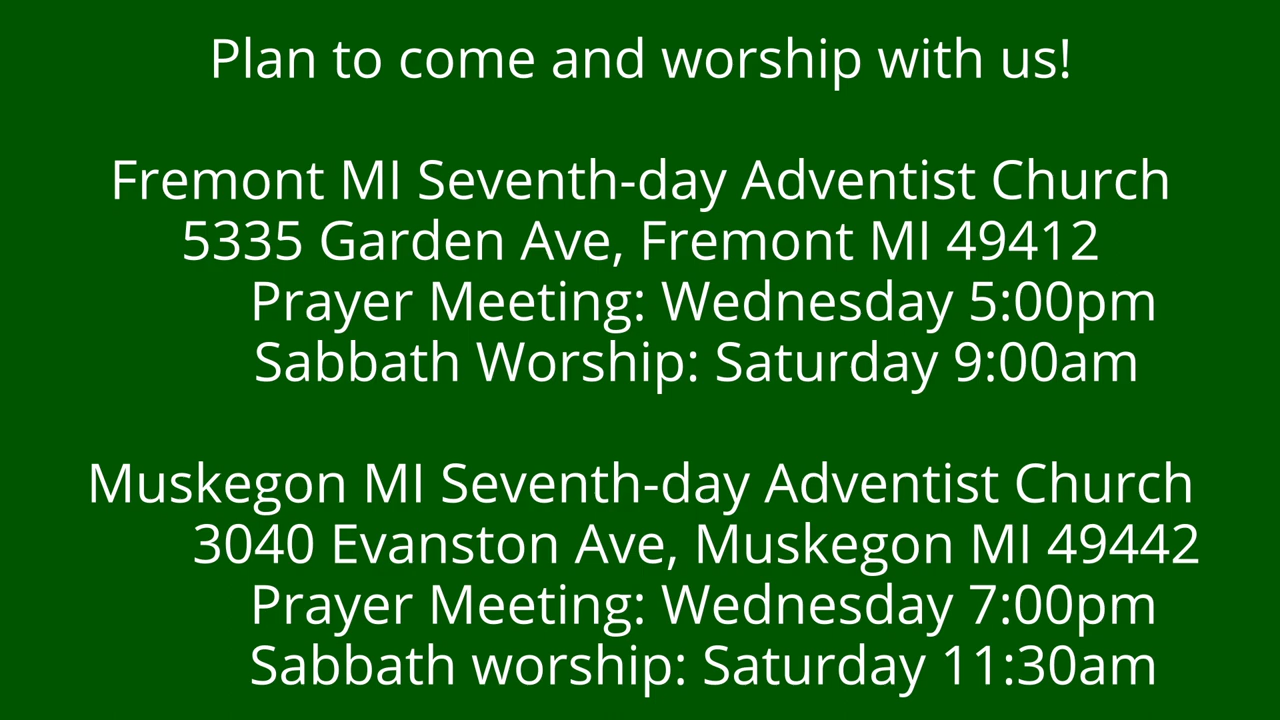 Plan to come and worship with us!
Fremont MI Seventh-day Adventist Church
5335 Garden Ave, Fremont MI 49412
Prayer Meeting: Wednesday 5:00pm
Sabbath Worship: Saturday 9:00am
Muskegon MI Seventh-day Adventist Church
3040 Evanston Ave, Muskegon MI 49442
Prayer Meeting: Wednesday 7:00pm
Sabbath worship: Saturday 11:30am